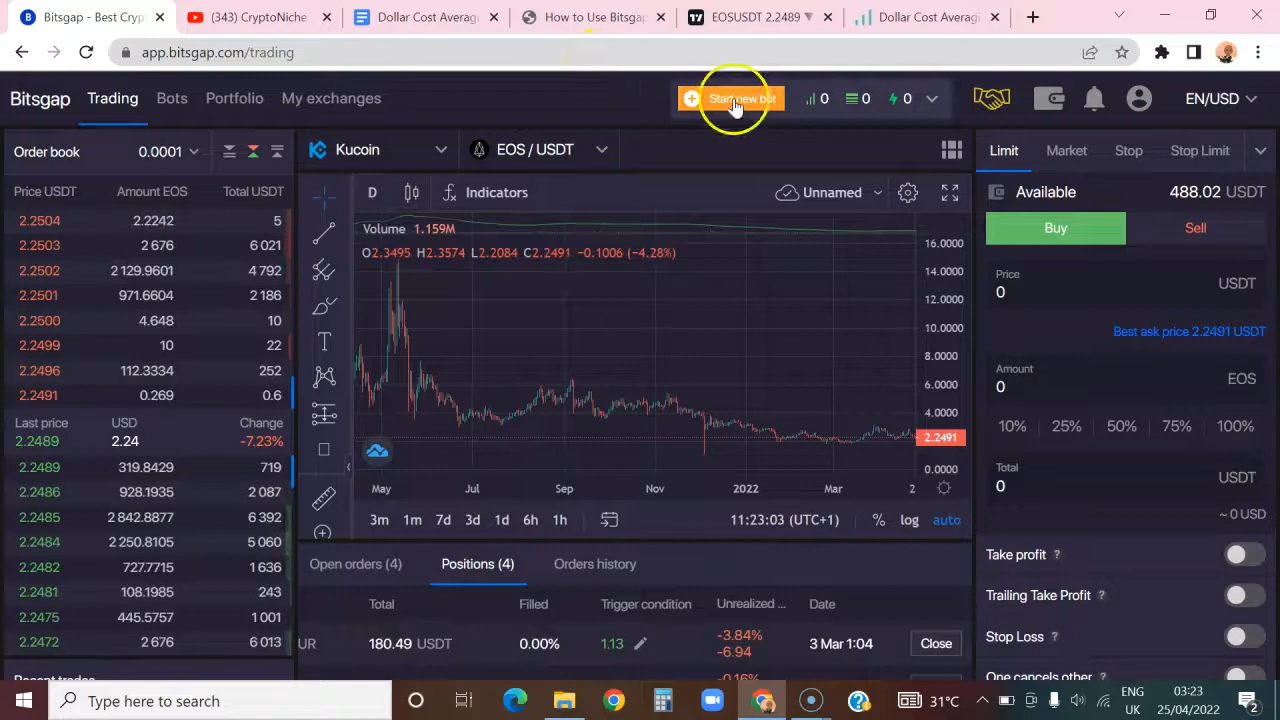 Bitsgap - Best Cryp
(343) CryptoNiche
Dollar Cost Averag
How to Use Bitsgap
EOSUSDT 2.2489
Dollar Cost Averag
app.bitsgap.com/trading
Bitsgap
Trading
Bots
Portfolio
My exchanges
Start new bot
0
0
0
EN/USD
Order book
0.0001
Price USDT Amount EOS Total USDT
2.2504 2.2242 5
2.2503 2 676 6 021
2.2502 2 129.9601 4 792
2.2501 971.6604 2 186
2.2500 4.648 10
2.2499 10 22
2.2496 112.3334 252
2.2491 0.269 0.6
Last price USD Change
2.2489 2.24 -7.23%
2.2489 319.8429 719
2.2486 928.1935 2 087
2.2485 2 842.8877 6 392
2.2484 2 250.8105 5 060
2.2482 727.7715 1 636
2.2481 108.1985 243
2.2475 445.5757 1 001
2.2472 2 676 6 013
Recent trades
Kucoin
EOS / USDT
D
Indicators
Unnamed
Volume 1.159M
O2.3495 H2.3574 L2.2084 C2.2491 −0.1006 (−4.28%)
16.0000
14.0000
12.0000
10.0000
8.0000
6.0000
4.0000
2.2491
0.0000
May Jul Sep Nov 2022 Mar 2
3m 1m 7d 3d 1d 6h 1h
11:23:03 (UTC+1)
% log auto
Open orders (4) Positions (4) Orders history
Total Filled Trigger condition Unrealized ... Date
UR 180.49 USDT 0.00% 1.13 -3.84% 3 Mar 1:04 Close
-6.94
-0.16%
Limit Market Stop Stop Limit
Available 488.02 USDT
Buy Sell
Price
0 USDT
Best ask price 2.2491 USDT
Amount
0 EOS
10% 25% 50% 75% 100%
Total
0 USDT
~ 0 USD
Take profit ?
Trailing Take Profit ?
Stop Loss ?
One cancels other ?
Type here to search
31°C
ENG
UK
03:23
25/04/2022
2